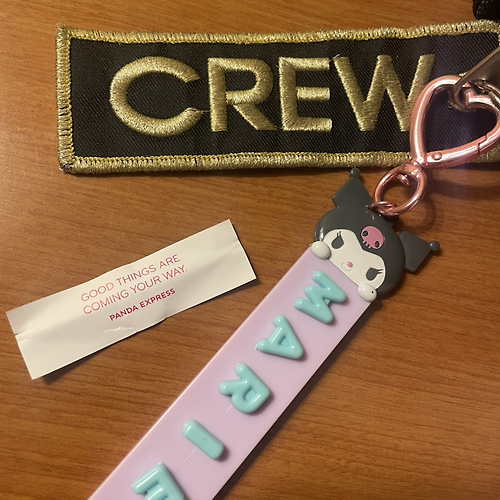 CREW
GOOD THINGS ARE
COMING YOUR WAY.
PANDA EXPRESS
MARIE